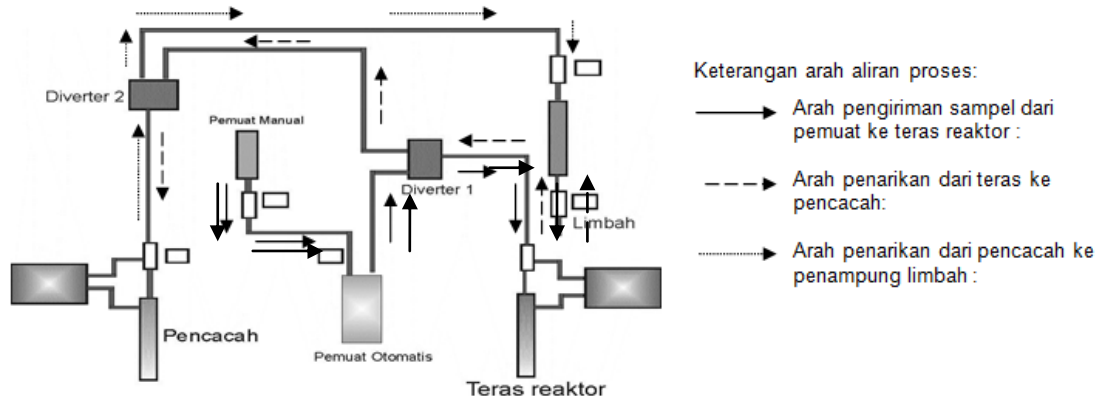 Diverter 2
Pemuat Manual
Diverter 1
Limbah
Pencacah
Pemuat Otomatis
Teras reaktor
Keterangan arah aliran proses:
Arah pengiriman sampel dari
pemuat ke teras reaktor :
Arah penarikan dari teras ke
pencacah:
Arah penarikan dari pencacah ke
penampung limbah :